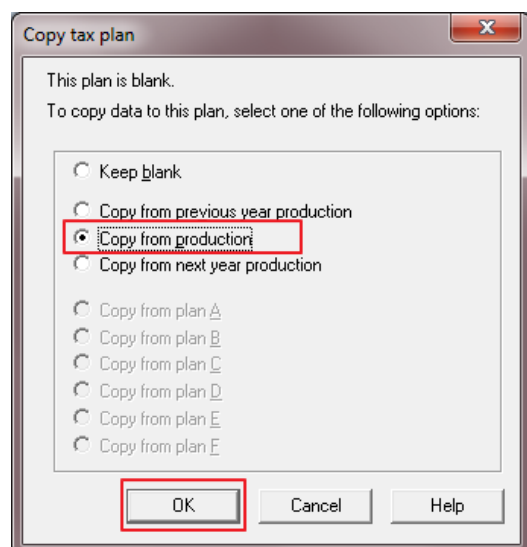 Copy tax plan
This plan is blank.
To copy data to this plan, select one of the following options:
Keep blank
Copy from previous year production
Copy from production
Copy from next year production
Copy from plan A
Copy from plan B
Copy from plan C
Copy from plan D
Copy from plan E
Copy from plan F
OK Cancel Help